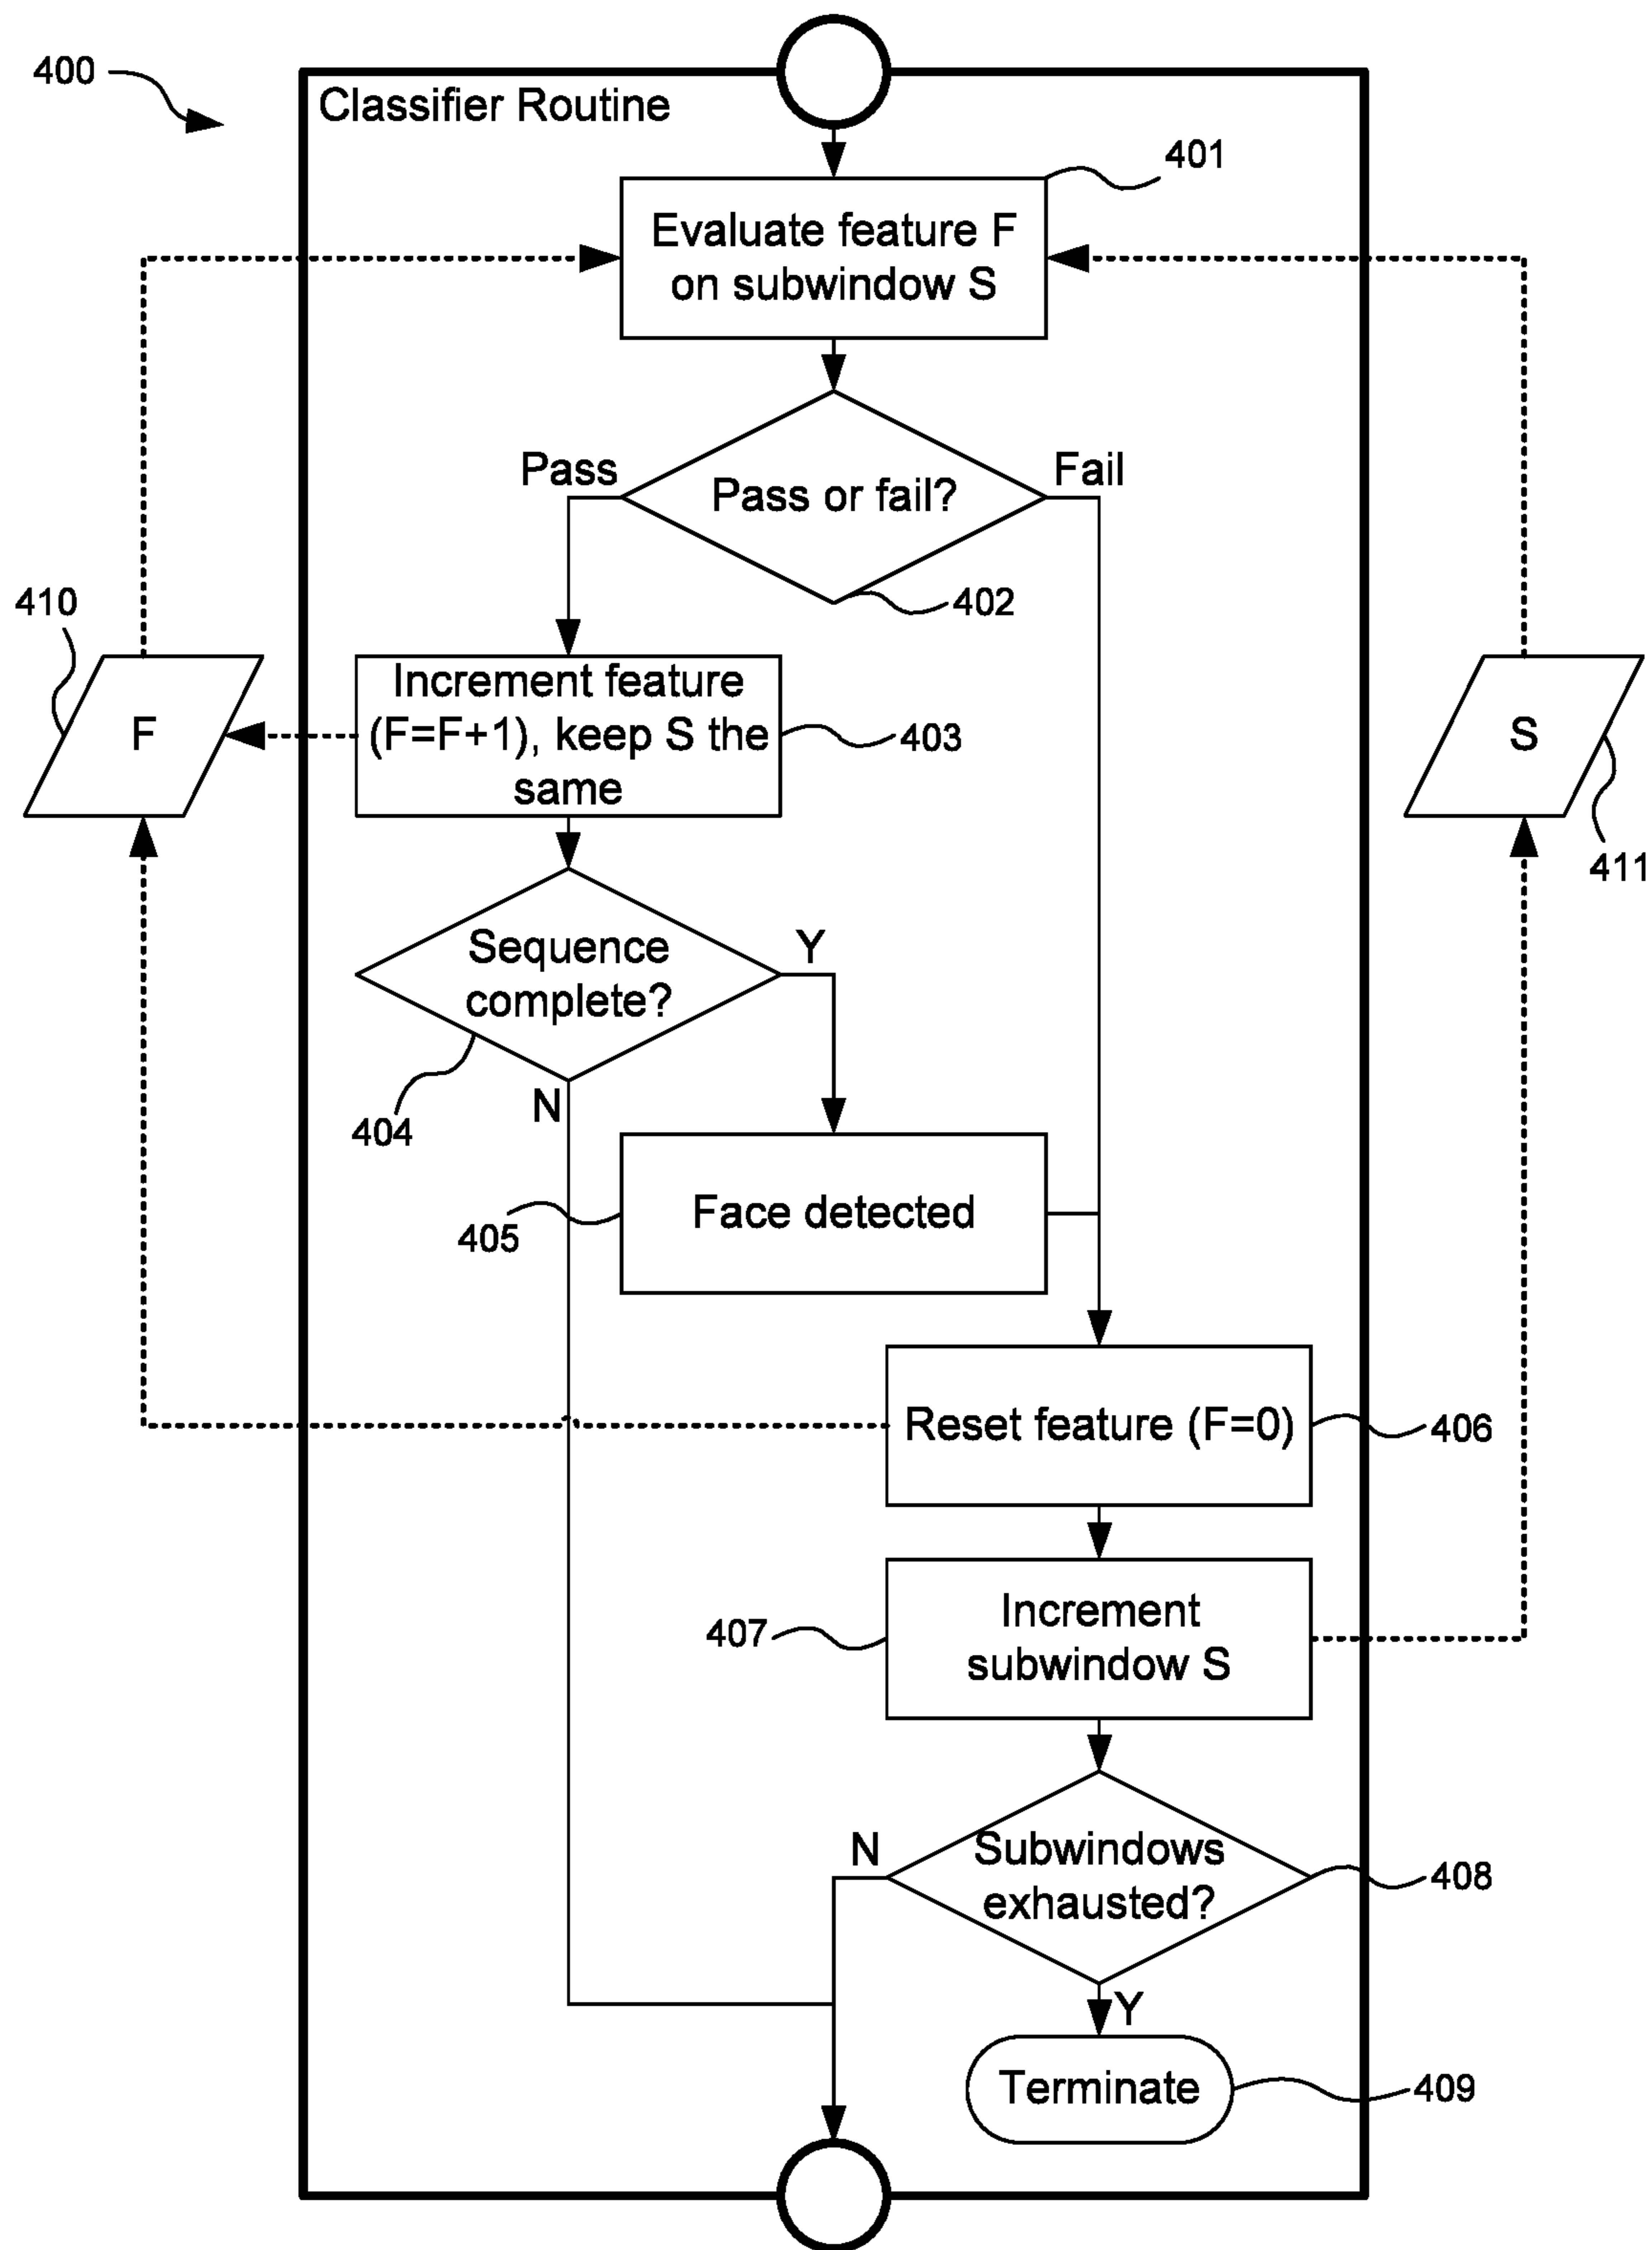 400
Classifier Routine
401
Evaluate feature F
on subwindow S
Pass
Fail
Pass or fail?
402
410
Increment feature
(F=F+1), keep S the
same
403
F
S
411
Sequence
complete?
Y
N
404
Face detected
405
Reset feature (F=0)
406
Increment
subwindow S
407
N
Subwindows
exhausted?
408
Y
Terminate
409